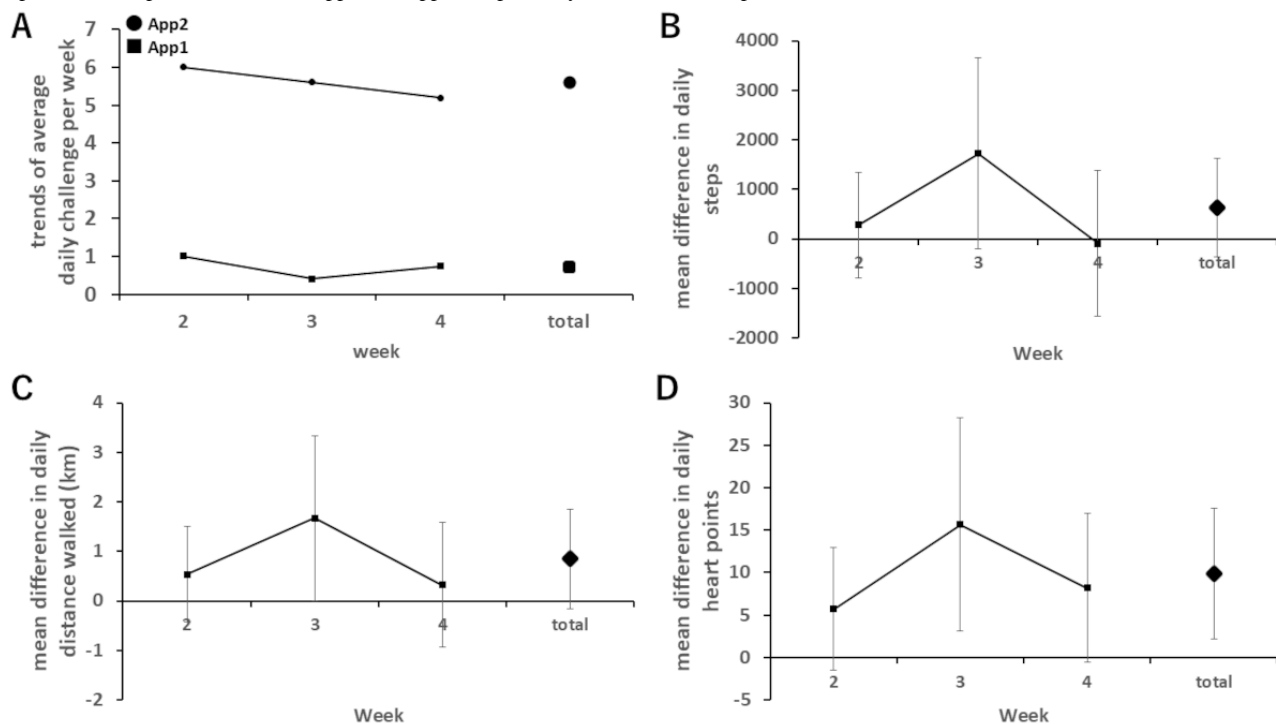 A
App2
App1
trends of average
daily challenge per week
7
6
5
4
3
2
1
0
2
3
4
total
week
B
mean difference in daily
steps
4000
3000
2000
1000
0
-1000
-2000
2
3
4
total
Week
C
mean difference in daily
distance walked (km)
4
3
2
1
0
-1
-2
2
3
4
total
Week
D
mean difference in daily
heart points
30
25
20
15
10
5
0
-5
2
3
4
total
Week